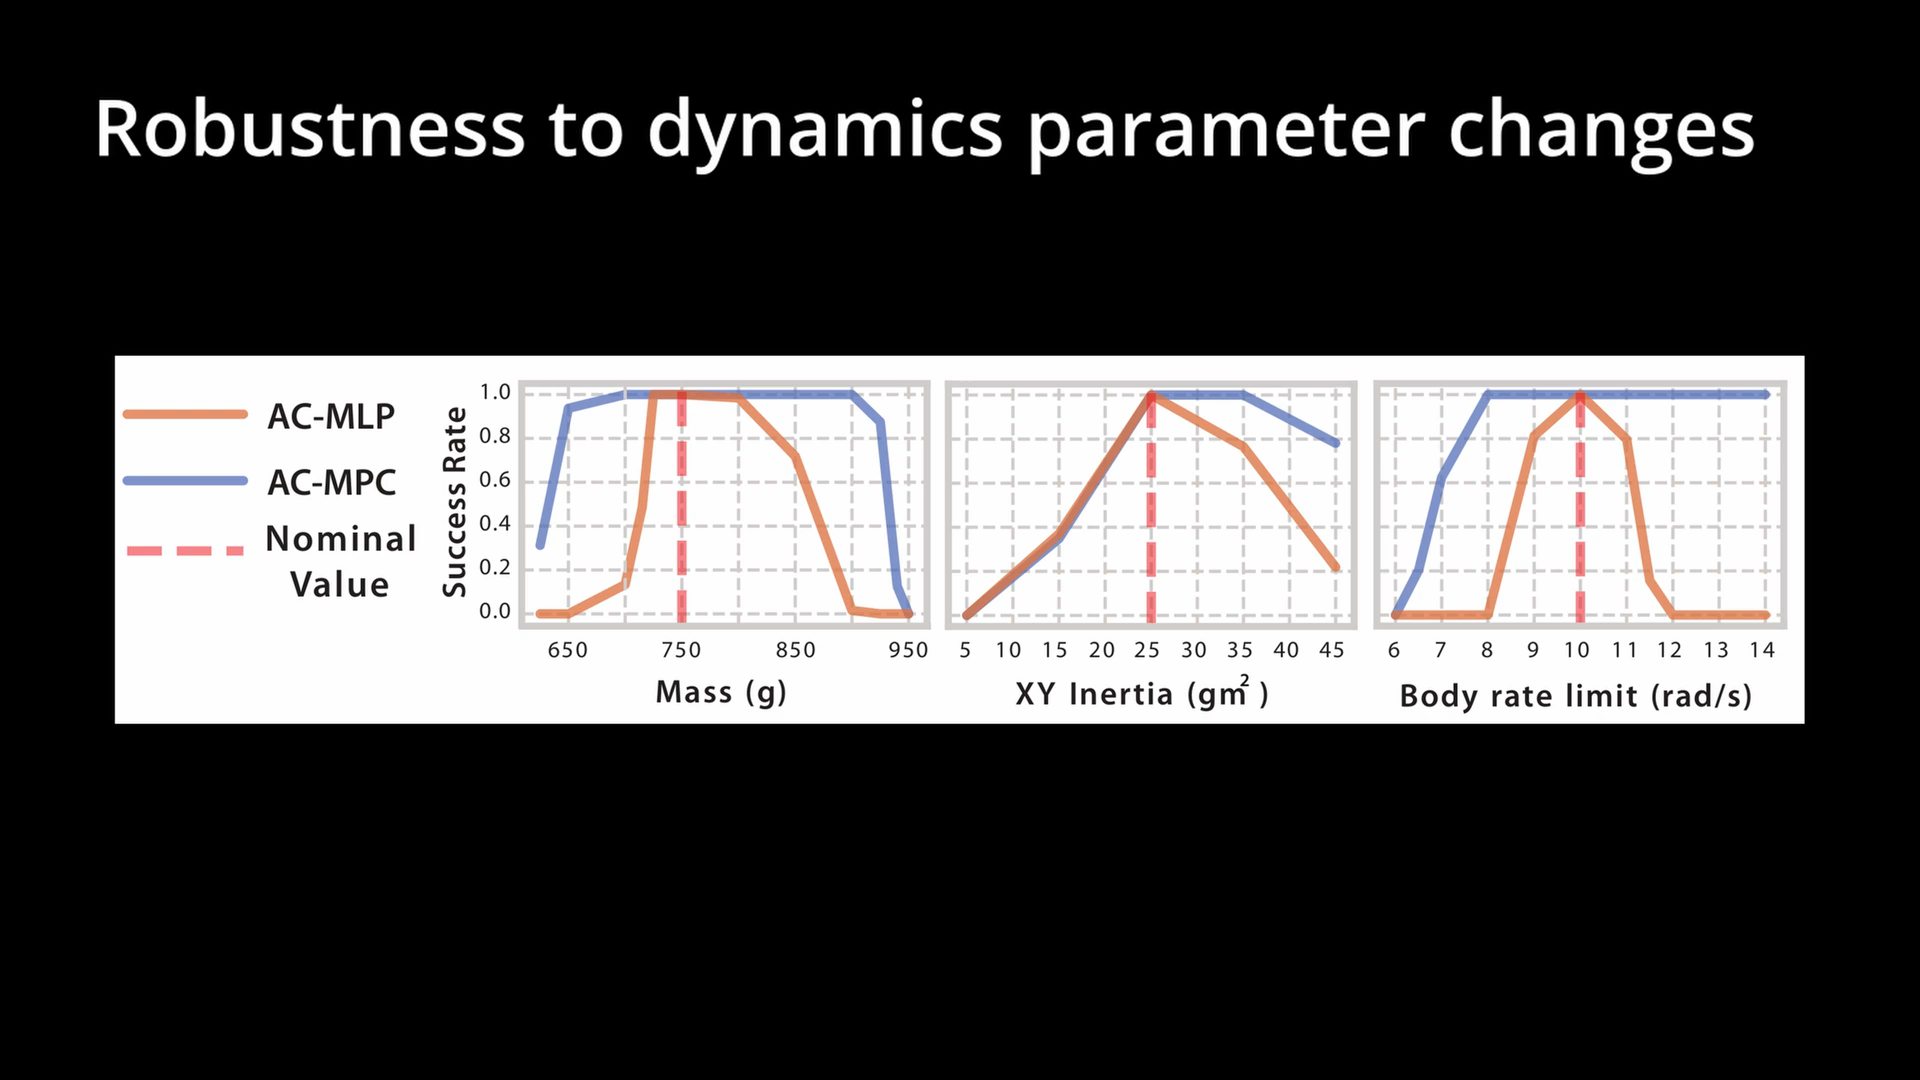 Robustness to dynamics parameter changes
AC-MLP
AC-MPC
Nominal
Value
Success Rate
1.0
0.8
0.6
0.4
0.2
0.0
650 750 850 950
Mass (g)
5 10 15 20 25 30 35 40 45
XY Inertia (gm²)
6 7 8 9 10 11 12 13 14
Body rate limit (rad/s)